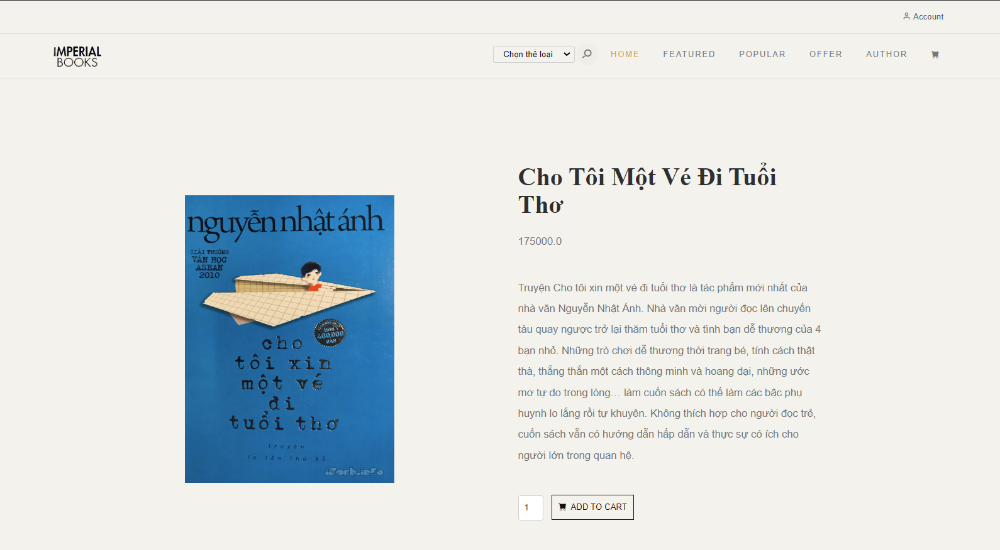 Account
IMPERIAL
BOOKS
Chọn thể loại
HOME
FEATURED
POPULAR
OFFER
AUTHOR
nguyễn nhật ánh
GIẢI THƯỞNG
VĂN HỌC
ASEAN
2010
HƠN
400.000
BẢN
cho
tôi xin
một vé
đi
tuổi thơ
truyện
in lần thứ 65
Cho Tôi Một Vé Đi Tuổi
Thơ
175000.0
Truyện Cho tôi xin một vé đi tuổi thơ là tác phẩm mới nhất của
nhà văn Nguyễn Nhật Ánh. Nhà văn mời người đọc lên chuyến
tàu quay ngược trở lại thăm tuổi thơ và tình bạn dễ thương của 4
bạn nhỏ. Những trò chơi dễ thương thời trang bé, tính cách thật
thà, thẳng thắn một cách thông minh và hoang dại, những ước
mơ tự do trong lòng… làm cuốn sách có thể làm các bậc phụ
huynh lo lắng rồi tự khuyên. Không thích hợp cho người đọc trẻ,
cuốn sách vẫn có hướng dẫn hấp dẫn và thực sự có ích cho
người lớn trong quan hệ.
1
ADD TO CART